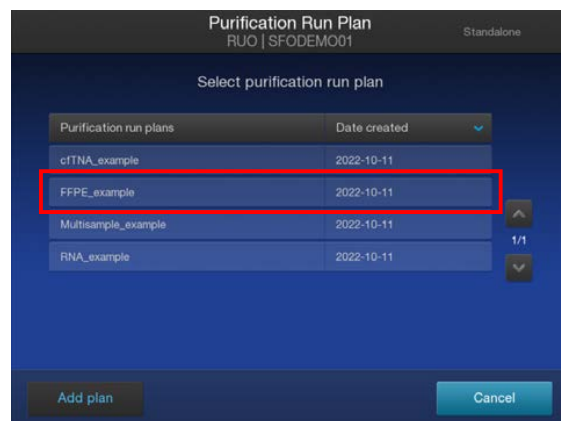 Purification Run Plan
RUO | SFODEMO01
Standalone
Select purification run plan
Purification run plans Date created
cfTNA_example 2022-10-11
FFPE_example 2022-10-11
Multisample_example 2022-10-11
RNA_example 2022-10-11
1/1
Add plan Cancel